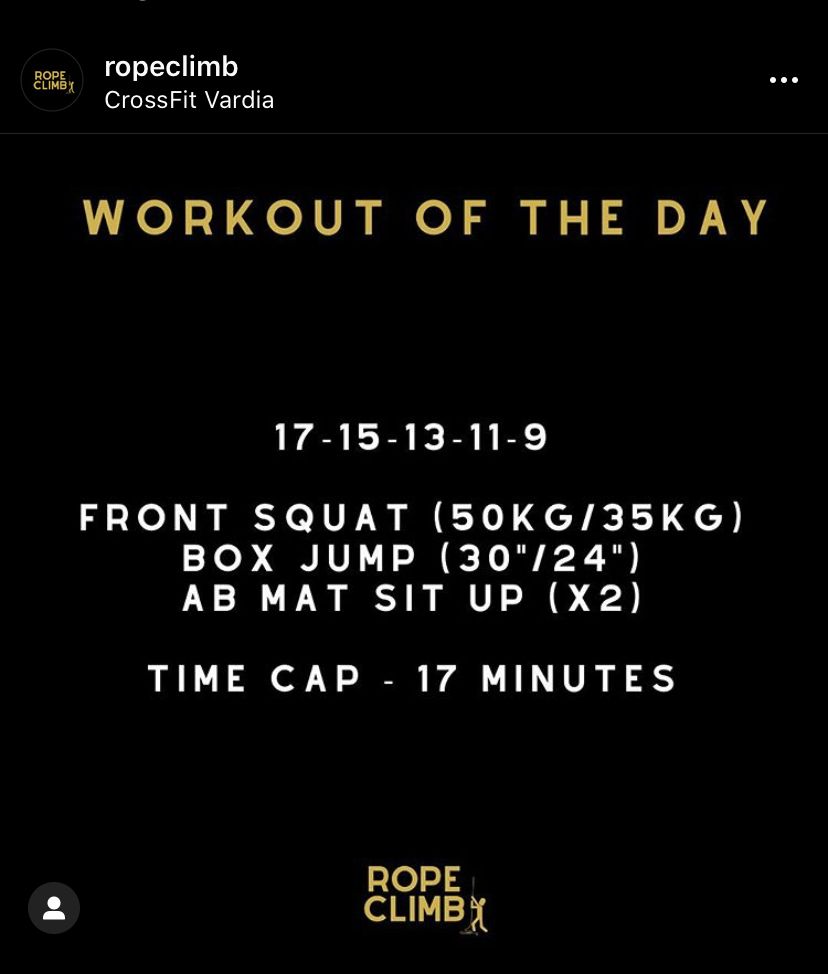 ROPE
CLIMB
ropeclimb
CrossFit Vardia
WORKOUT OF THE DAY
17-15-13-11-9
FRONT SQUAT (50KG/35KG)
BOX JUMP (30"/24")
AB MAT SIT UP (X2)
TIME CAP - 17 MINUTES
ROPE
CLIMB